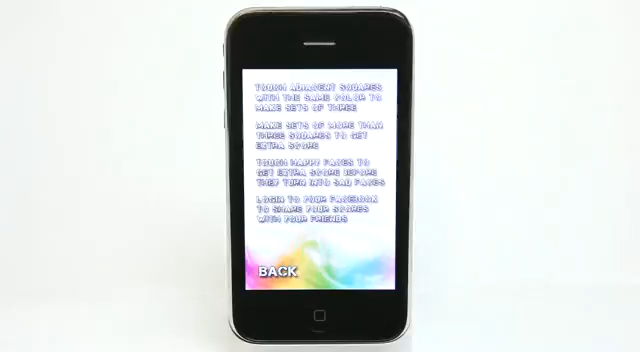 TOUCH ADJACENT SQUARES
WITH THE SAME COLOR TO
MAKE SETS OF THREE
MAKE SETS OF MORE THAN
THREE SQUARES TO GET
EXTRA SCORE
TOUCH HAPPY FACES TO
GET EXTRA SCORE BEFORE
THEY TURN INTO SAD FACES
LOGIN TO YOUR FACEBOOK
TO SHARE YOUR SCORES
WITH YOUR FRIENDS
BACK